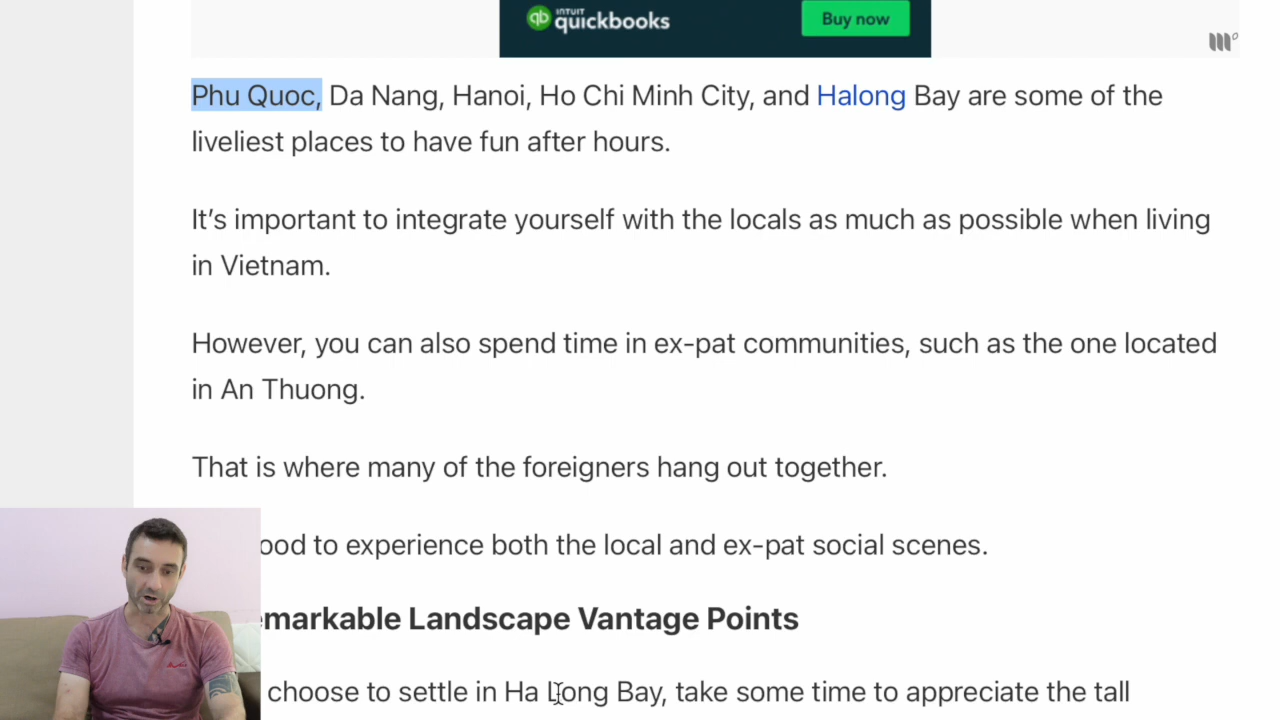 INTUIT
quickbooks
Buy now
Phu Quoc, Da Nang, Hanoi, Ho Chi Minh City, and Halong Bay are some of the
liveliest places to have fun after hours.
It's important to integrate yourself with the locals as much as possible when living
in Vietnam.
However, you can also spend time in ex-pat communities, such as the one located
in An Thuong.
That is where many of the foreigners hang out together.
to experience both the local and ex-pat social scenes.
Landscape Vantage Points
choose to settle in Ha Long Bay, take some time to appreciate the tall